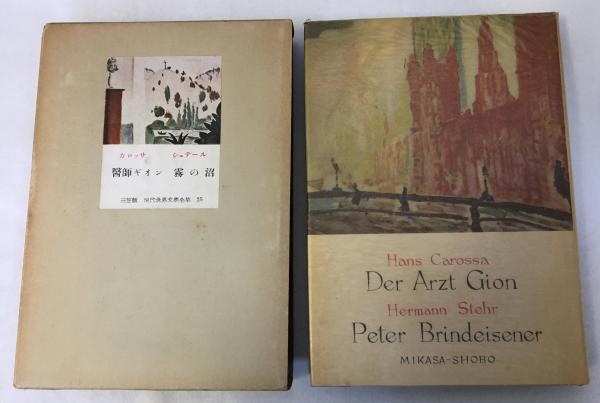 カロッサ シュテール
醫師ギオン 霧の沼
三笠版 現代世界文學全集 25
Hans Carossa
Der Arzt Gion
Hermann Stehr
Peter Brindeisener
MIKASA-SHOBO